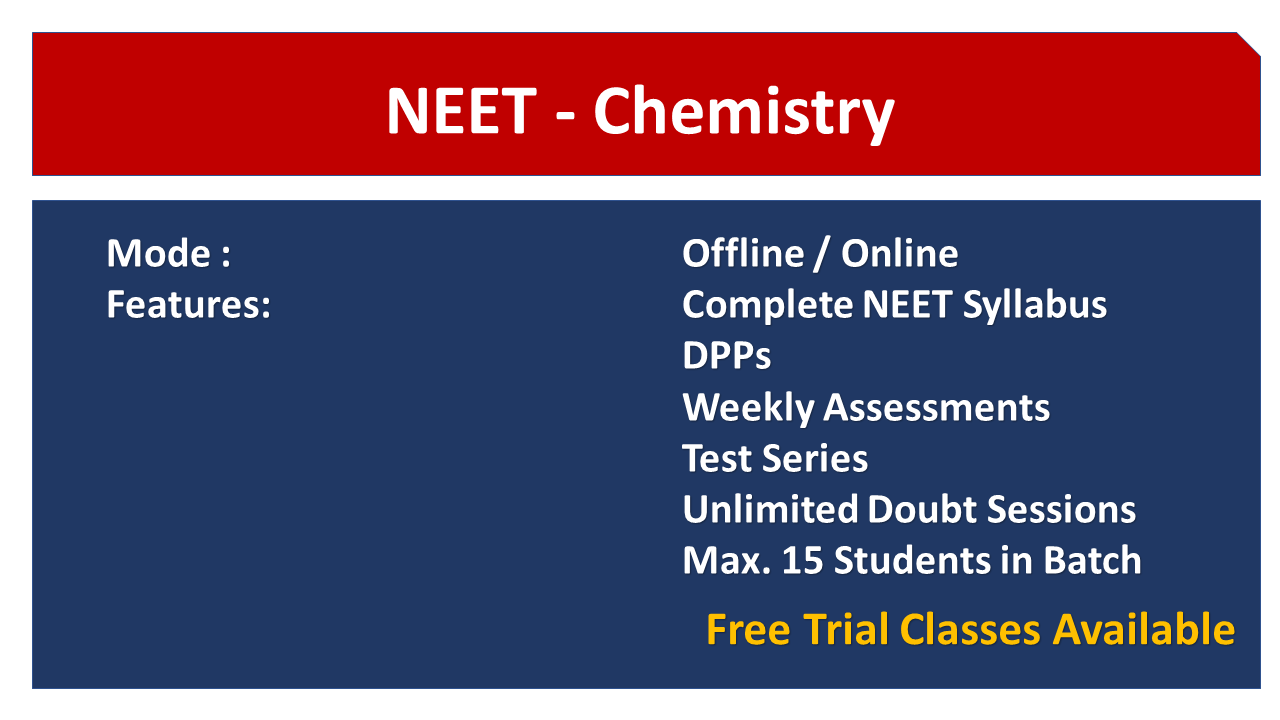 NEET - Chemistry
Mode : Offline / Online
Features: Complete NEET Syllabus
DPPs
Weekly Assessments
Test Series
Unlimited Doubt Sessions
Max. 15 Students in Batch
Free Trial Classes Available